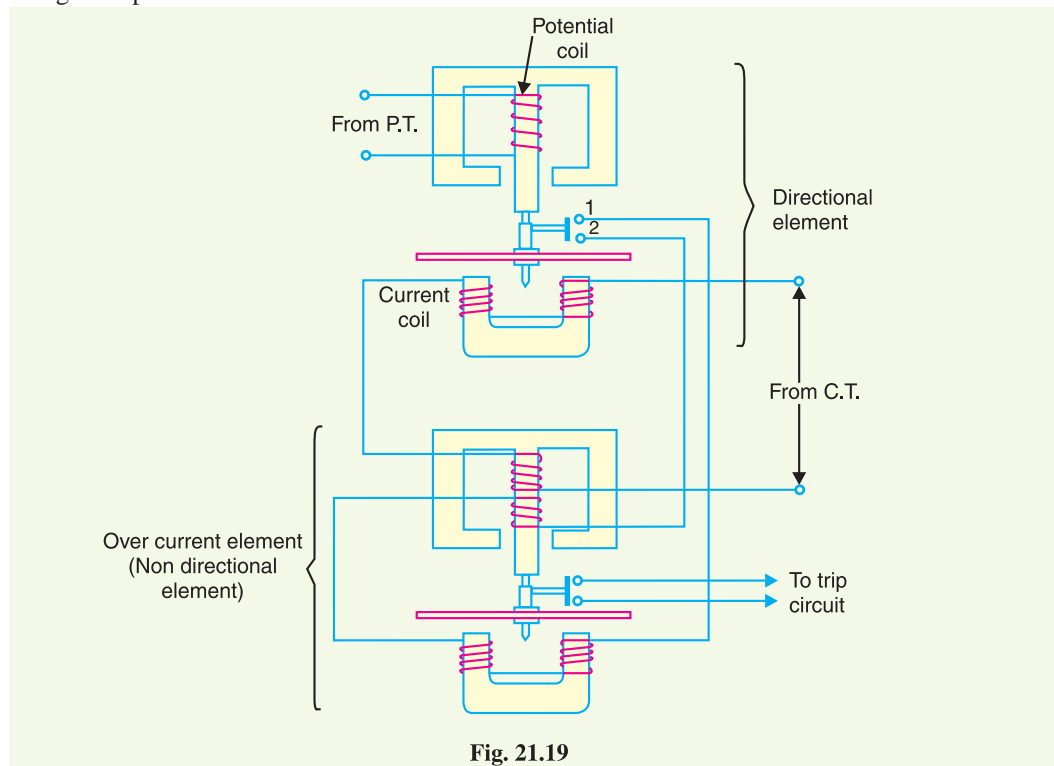 Potential
coil
From P.T.
1
2
Directional
element
Current
coil
From C.T.
Over current element
(Non directional
element)
To trip
circuit
Fig. 21.19